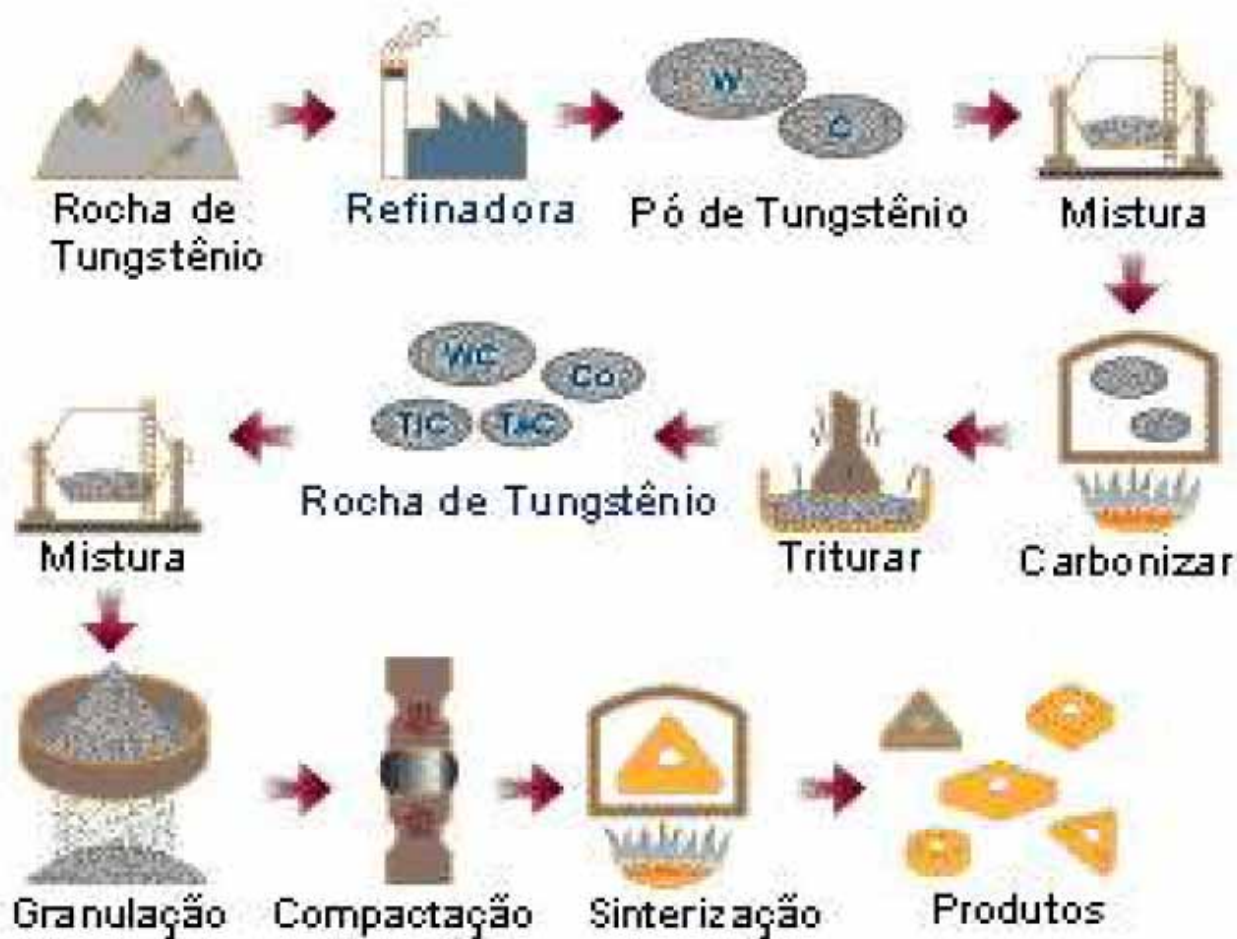 W
C
Rocha de
Tungstênio
Refinadora
Pó de Tungstênio
Mistura
WC
Co
TiC
TaC
Rocha de Tungstênio
Mistura
Triturar
Carbonizar
Granulação
Compactação
Sinterização
Produtos